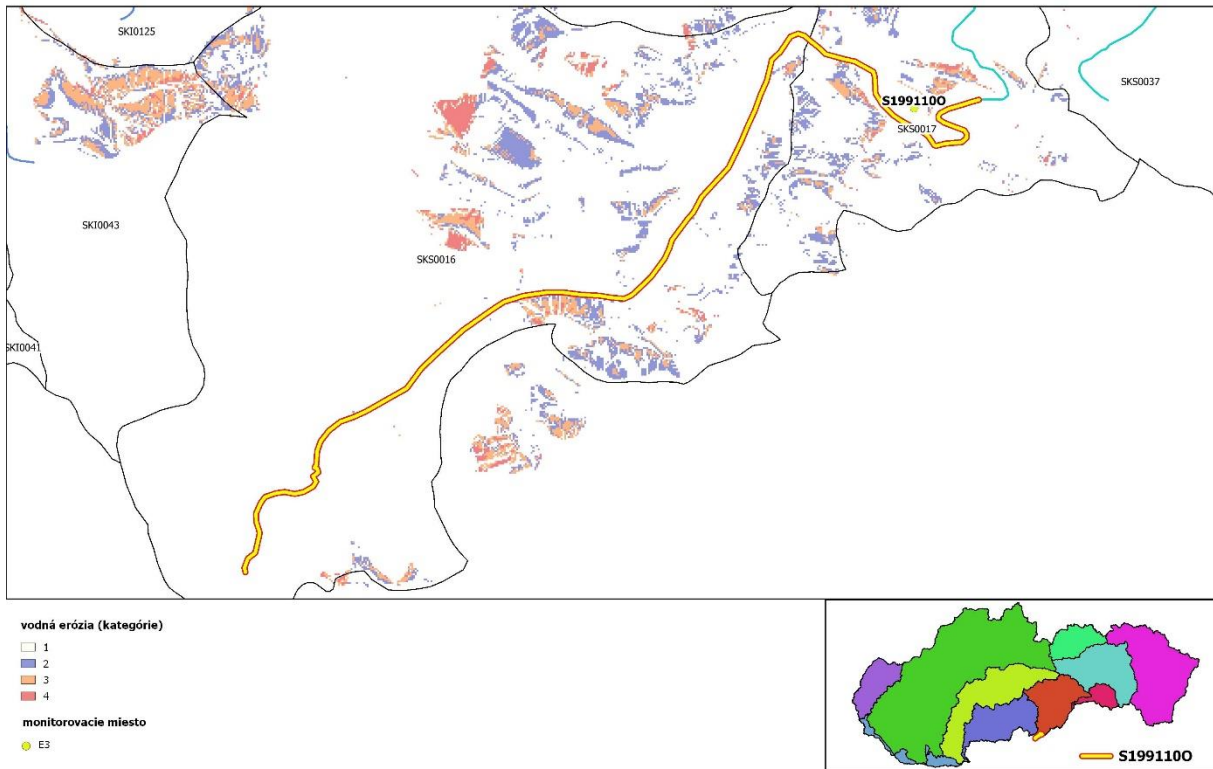 SKI0125
SKS0037
S199110O
SKS0017
SKI0043
SKS0016
SKI0041
vodná erózia (kategórie)
1
2
3
4
monitorovacie miesto
E3
S199110O